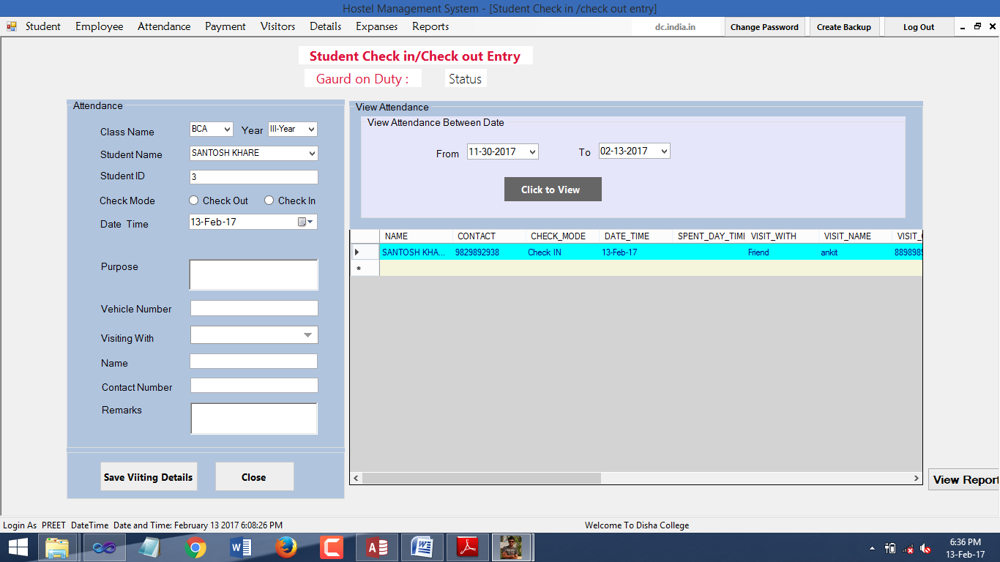 Hostel Management System - [Student Check in /check out entry]
Student Employee Attendance Payment Visitors Details Expanses Reports dc.india.in Change Password Create Backup Log Out
Student Check in/Check out Entry
Gaurd on Duty : Status
Attendance
Class Name BCA Year III-Year
Student Name SANTOSH KHARE
Student ID 3
Check Mode Check Out Check In
Date Time 13-Feb-17
Purpose
Vehicle Number
Visiting With
Name
Contact Number
Remarks
Save Viiting Details Close
View Attendance
View Attendance Between Date
From 11-30-2017 To 02-13-2017
Click to View
NAME CONTACT CHECK_MODE DATE_TIME SPENT_DAY_TIM VISIT_WITH VISIT_NAME VISIT_
SANTOSH KHA... 9829892938 Check IN 13-Feb-17 Friend ankit 889898
View Report
Login As PREET DateTime Date and Time: February 13 2017 6:08:26 PM Welcome To Disha College
6:36 PM
13-Feb-17